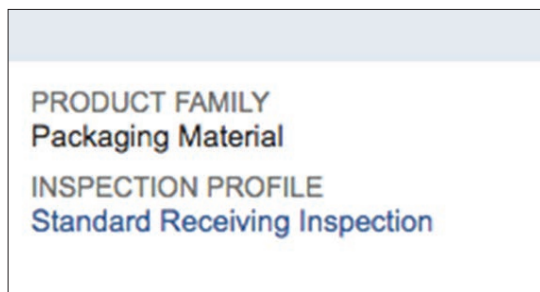 PRODUCT FAMILY
Packaging Material
INSPECTION PROFILE
Standard Receiving Inspection